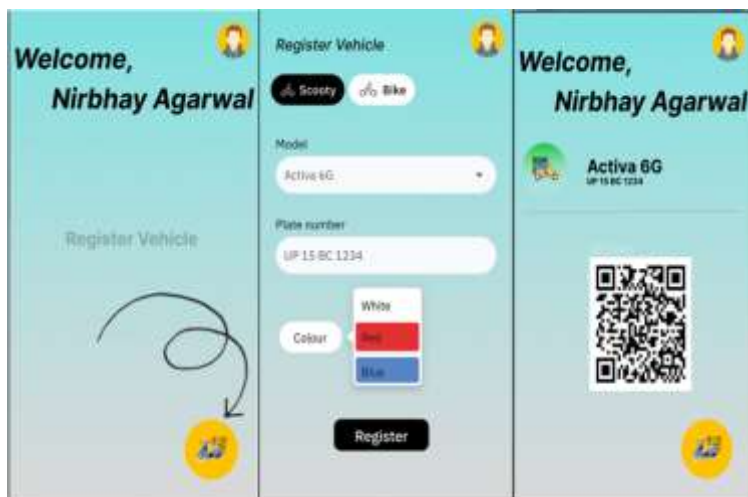 Welcome,
Nirbhay Agarwal
Register Vehicle
Register Vehicle
Scooty
Bike
Model
Activa 6G
Plate number
UP 15 BC 1234
Colour
White
Red
Blue
Register
Welcome,
Nirbhay Agarwal
Activa 6G
UP 15 BC 1234